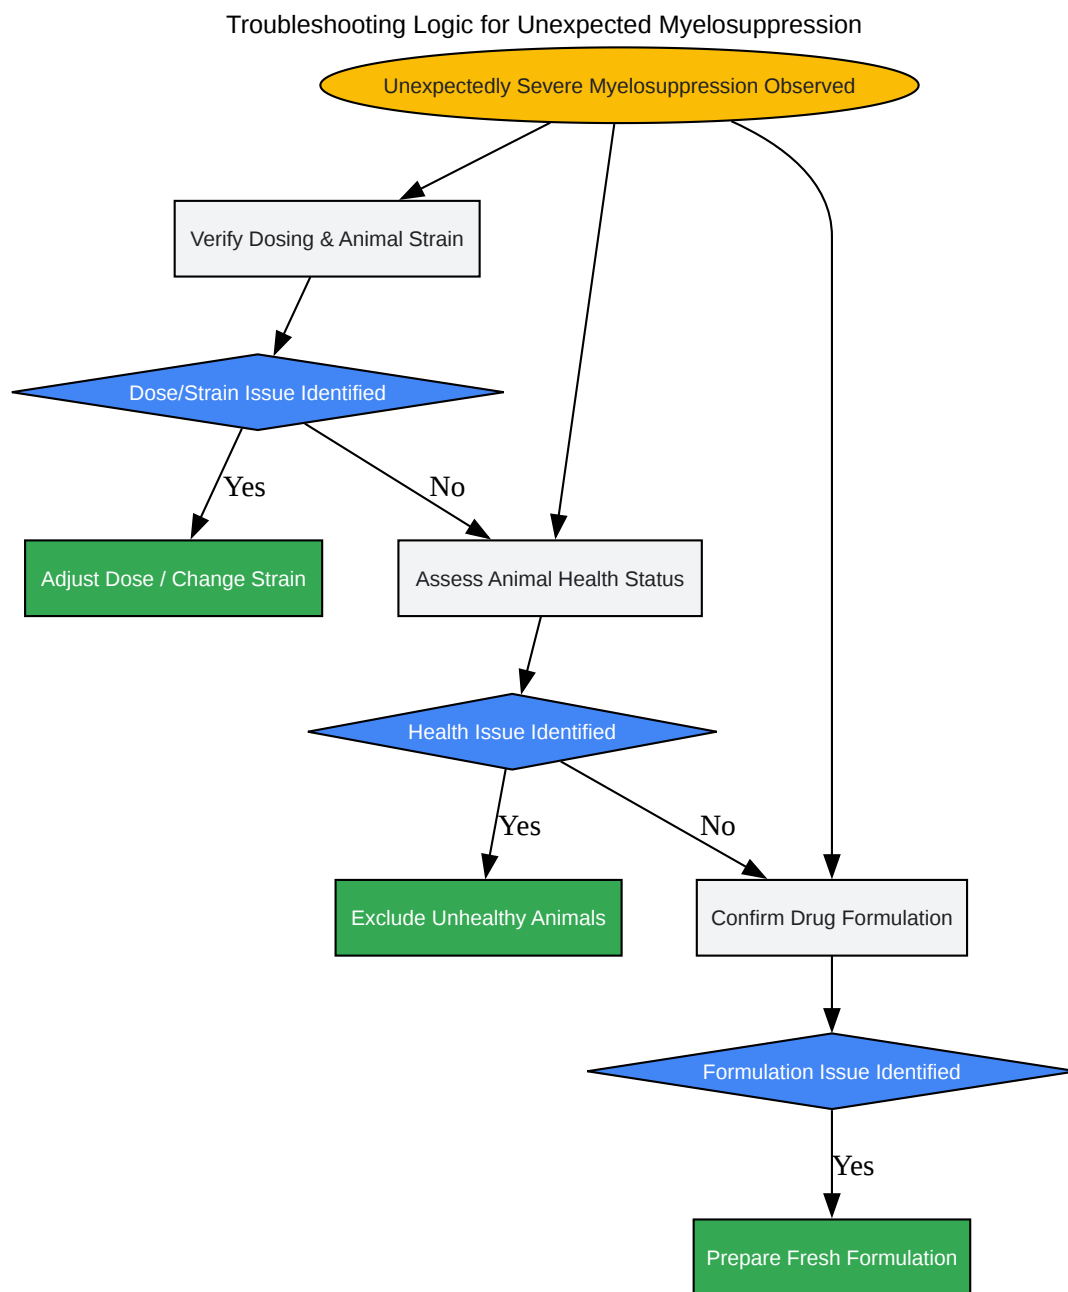 Troubleshooting Logic for Unexpected Myelosuppression
Unexpectedly Severe Myelosuppression Observed
Verify Dosing & Animal Strain
Dose/Strain Issue Identified
Yes
No
Adjust Dose / Change Strain
Assess Animal Health Status
Health Issue Identified
Yes
No
Exclude Unhealthy Animals
Confirm Drug Formulation
Formulation Issue Identified
Yes
Prepare Fresh Formulation